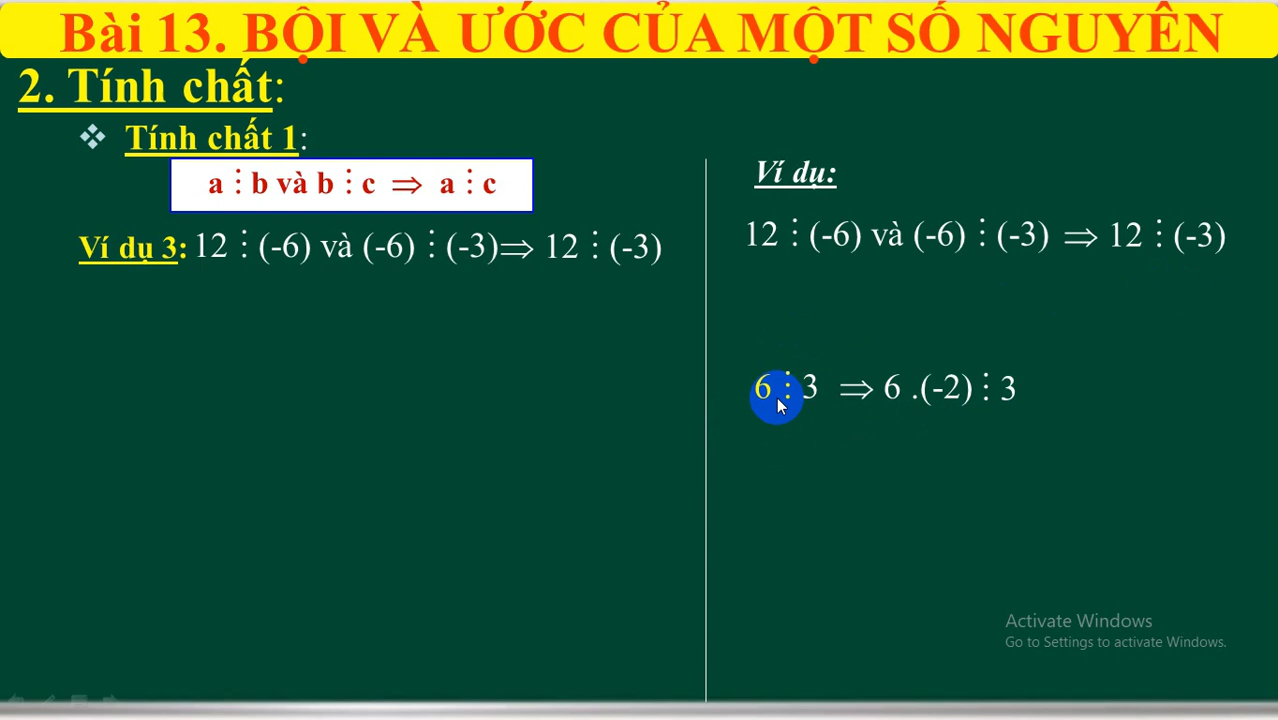 Bài 13. BỘI VÀ ƯỚC CỦA MỘT SỐ NGUYÊN
2. Tính chất:
❖ Tính chất 1:
a ⋮ b và b ⋮ c ⇒ a ⋮ c
Ví dụ 3: 12 ⋮ (-6) và (-6) ⋮ (-3)⇒ 12 ⋮ (-3)
Ví dụ:
12 ⋮ (-6) và (-6) ⋮ (-3) ⇒ 12 ⋮ (-3)
6 ⋮ 3 ⇒ 6 .(-2) ⋮ 3
Activate Windows
Go to Settings to activate Windows.